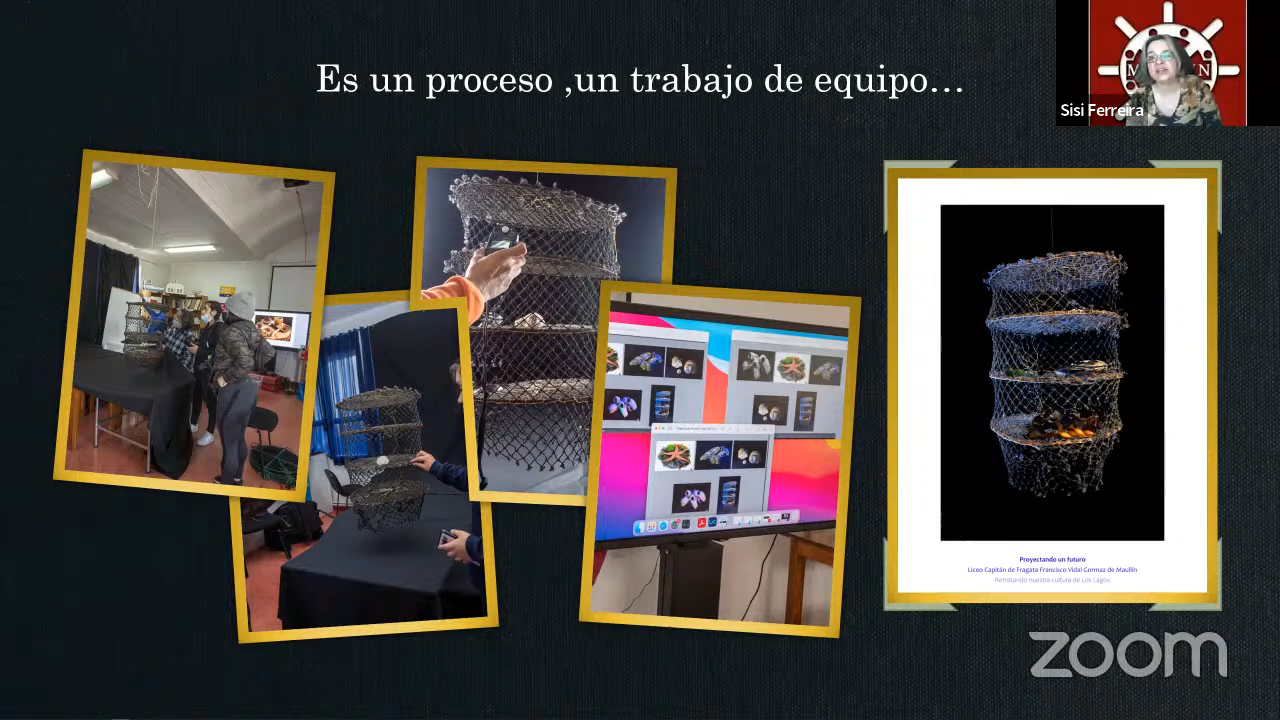 Es un proceso ,un trabajo de equipo...
Sisi Ferreira
Proyectando un futuro
Liceo Capitán de Fragata Francisco Vidal Gormaz de Maullín
Retratando nuestra cultura de Los Lagos
zoom